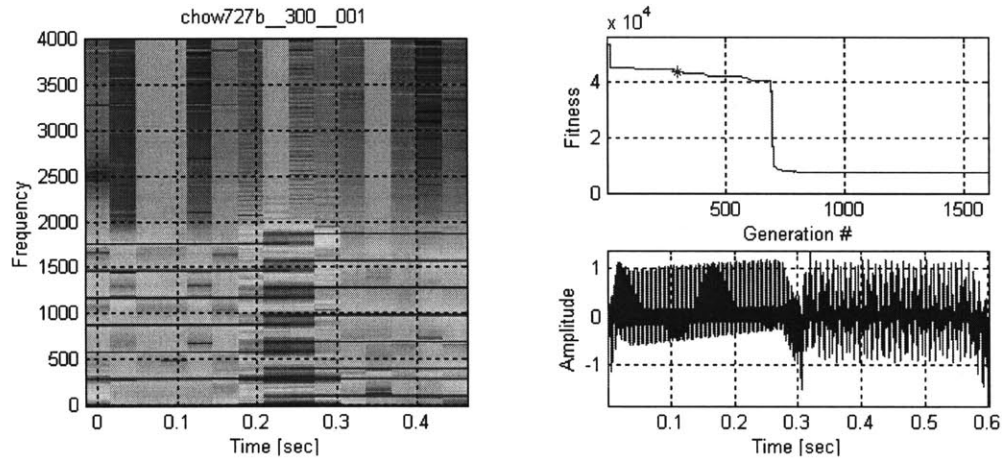 chow727b__300__001
4000
3500
3000
2500
2000
1500
1000
500
0
Frequency
0 0.1 0.2 0.3 0.4
Time [sec]
x 10^4
4
2
0
Fitness
500 1000 1500
Generation #
1
0
-1
Amplitude
0.1 0.2 0.3 0.4 0.5 0.6
Time [sec]